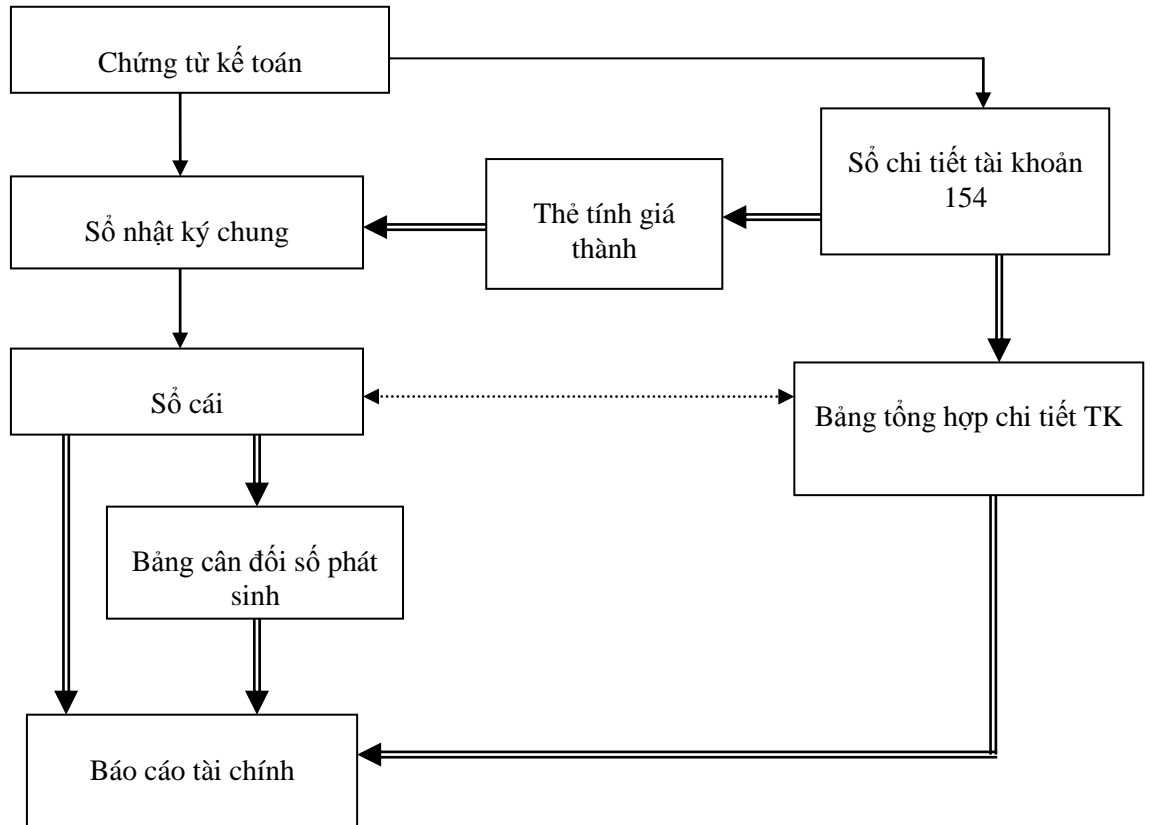 Chứng từ kế toán
Sổ chi tiết tài khoản
154
Thẻ tính giá
thành
Sổ nhật ký chung
Sổ cái
Bảng tổng hợp chi tiết TK
Bảng cân đối số phát
sinh
Báo cáo tài chính